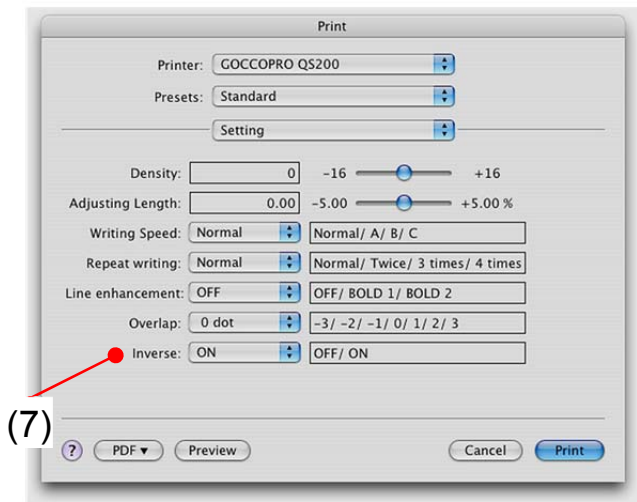 Print
Printer: GOCCOPRO QS200
Presets: Standard
Setting
Density: 0 -16 +16
Adjusting Length: 0.00 -5.00 +5.00 %
Writing Speed: Normal Normal/ A/ B/ C
Repeat writing: Normal Normal/ Twice/ 3 times/ 4 times
Line enhancement: OFF OFF/ BOLD 1/ BOLD 2
Overlap: 0 dot -3/ -2/ -1/ 0/ 1/ 2/ 3
Inverse: ON OFF/ ON
(7)
? PDF ▼ Preview Cancel Print